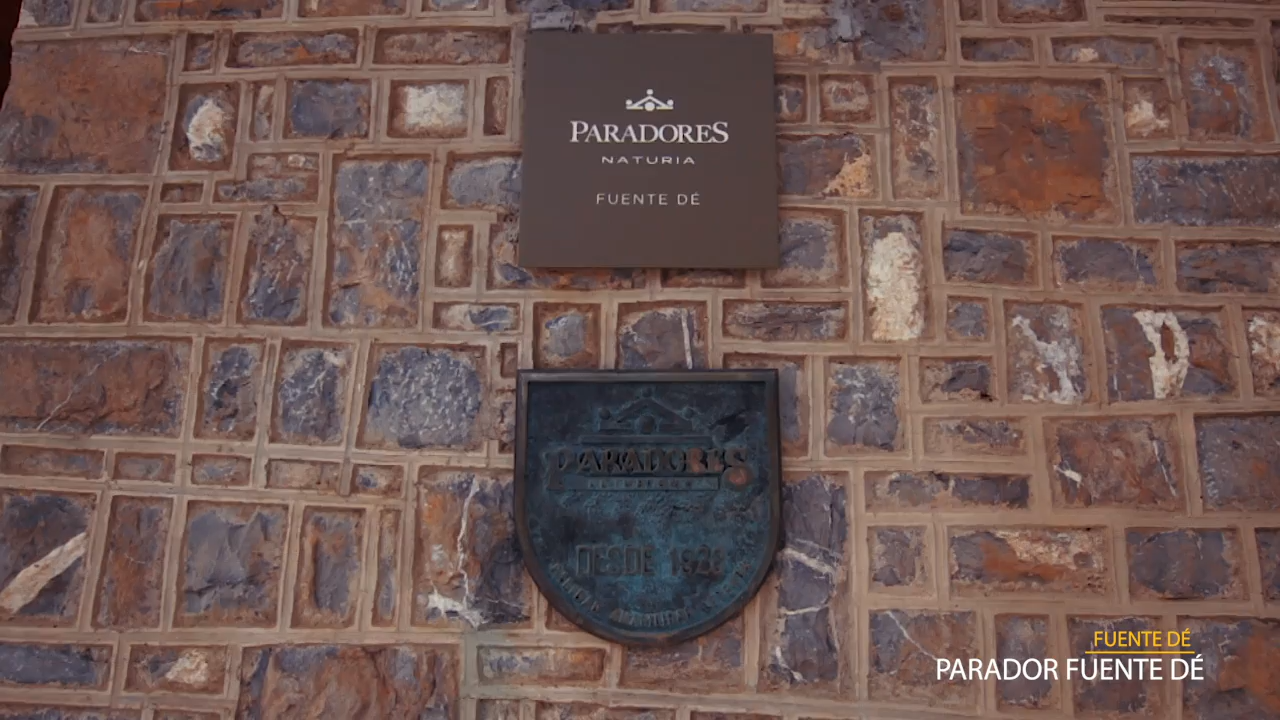 PARADORES
NATURIA
FUENTE DÉ
PARADORES
DESDE 1928
FUENTE DÉ
PARADOR FUENTE DÉ